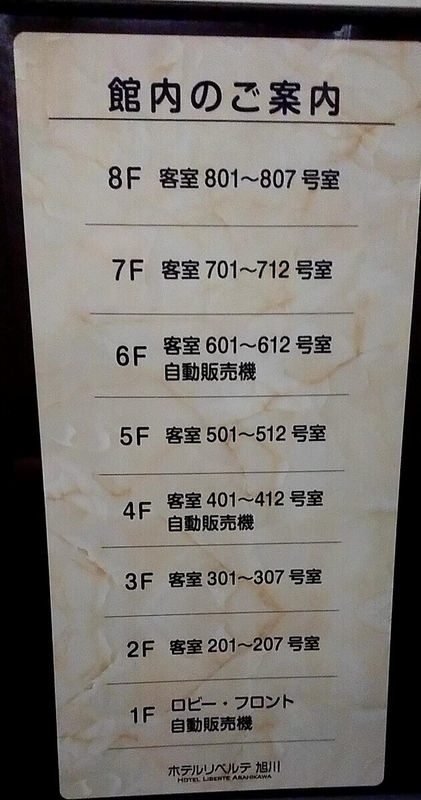 館内のご案内
8F 客室 801〜807 号室
7F 客室 701〜712 号室
6F 客室 601〜612 号室
自動販売機
5F 客室 501〜512 号室
4F 客室 401〜412 号室
自動販売機
3F 客室 301〜307 号室
2F 客室 201〜207 号室
1F ロビー・フロント
自動販売機
ホテルリベルテ 旭川
HOTEL LIBERTE ASAHIKAWA